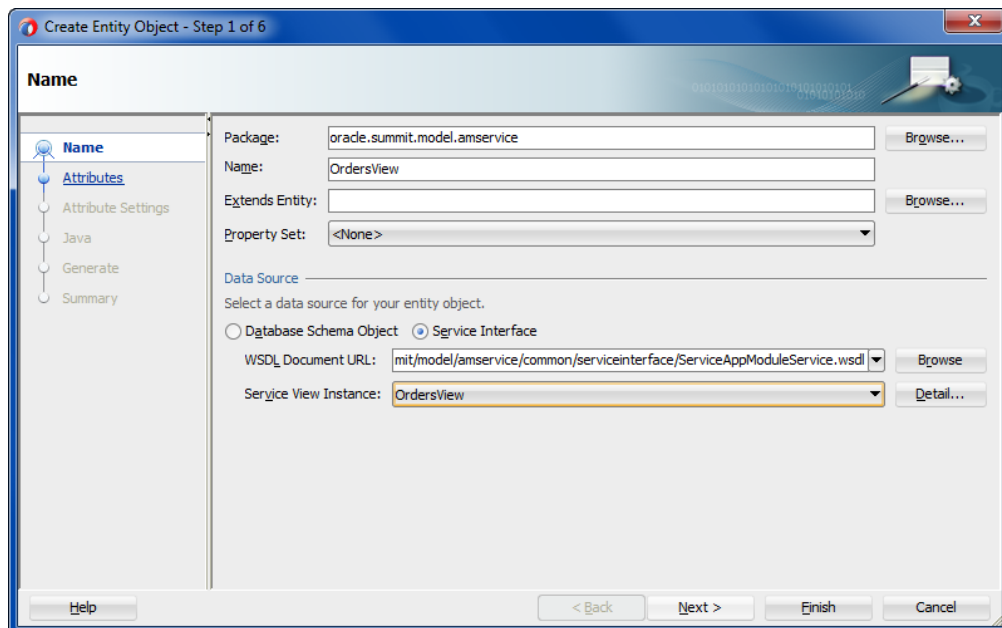 Create Entity Object - Step 1 of 6
Name
0101010101010101010101010101
01010101010
Name
Attributes
Attribute Settings
Java
Generate
Summary
Package: oracle.summit.model.amservice Browse...
Name: OrdersView
Extends Entity: Browse...
Property Set: <None>
Data Source
Select a data source for your entity object.
Database Schema Object Service Interface
WSDL Document URL: mit/model/amservice/common/serviceinterface/ServiceAppModuleService.wsdl Browse
Service View Instance: OrdersView Detail...
Help < Back Next > Finish Cancel